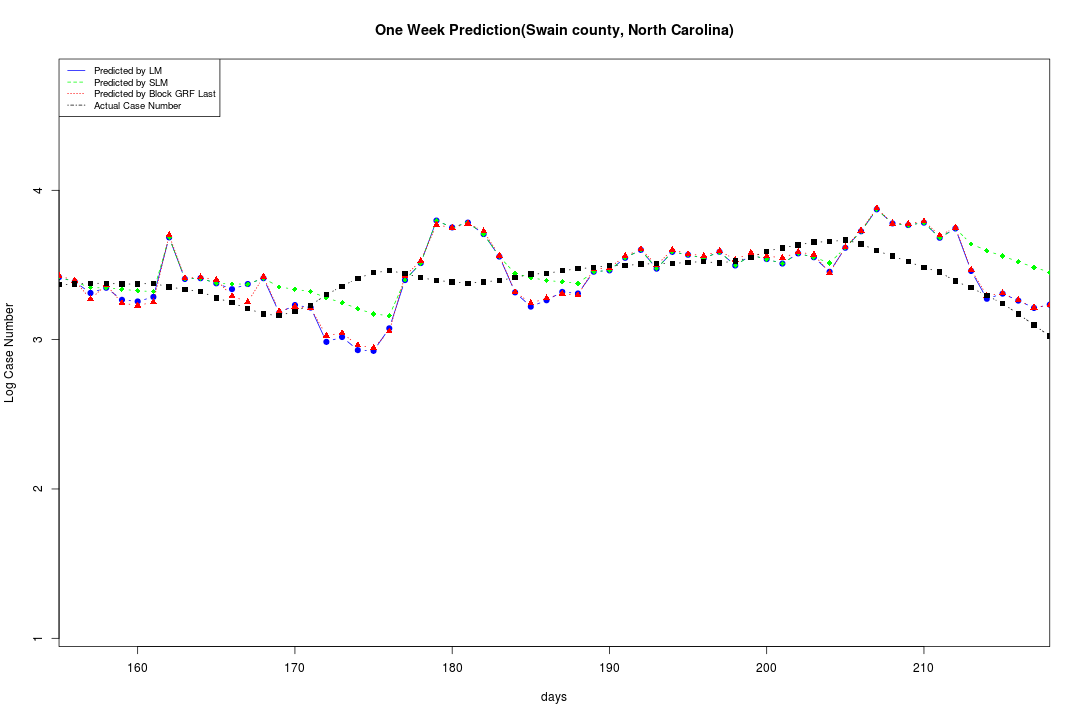 One Week Prediction(Swain county, North Carolina)
Predicted by LM
Predicted by SLM
Predicted by Block GRF Last
Actual Case Number
4
3
2
1
Log Case Number
160 170 180 190 200 210
days